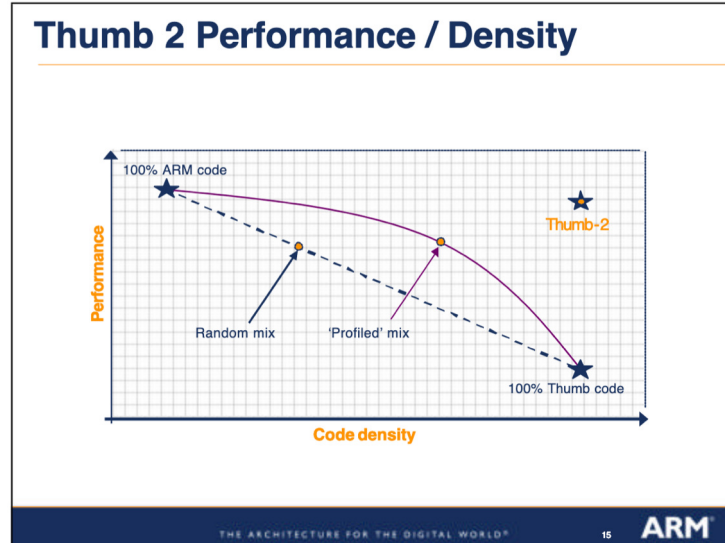 Thumb 2 Performance / Density
100% ARM code
Thumb-2
Performance
Random mix
'Profiled' mix
100% Thumb code
Code density
THE ARCHITECTURE FOR THE DIGITAL WORLD®
15
ARM®